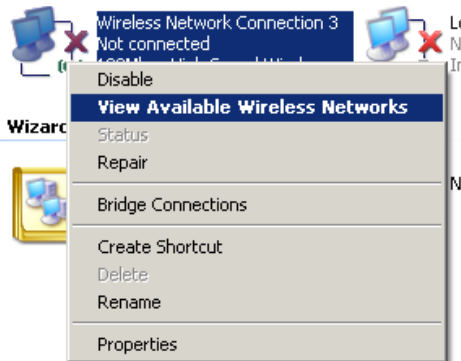 Wireless Network Connection 3
Not connected
Disable
View Available Wireless Networks
Wizard
Status
Repair
Bridge Connections
Create Shortcut
Delete
Rename
Properties